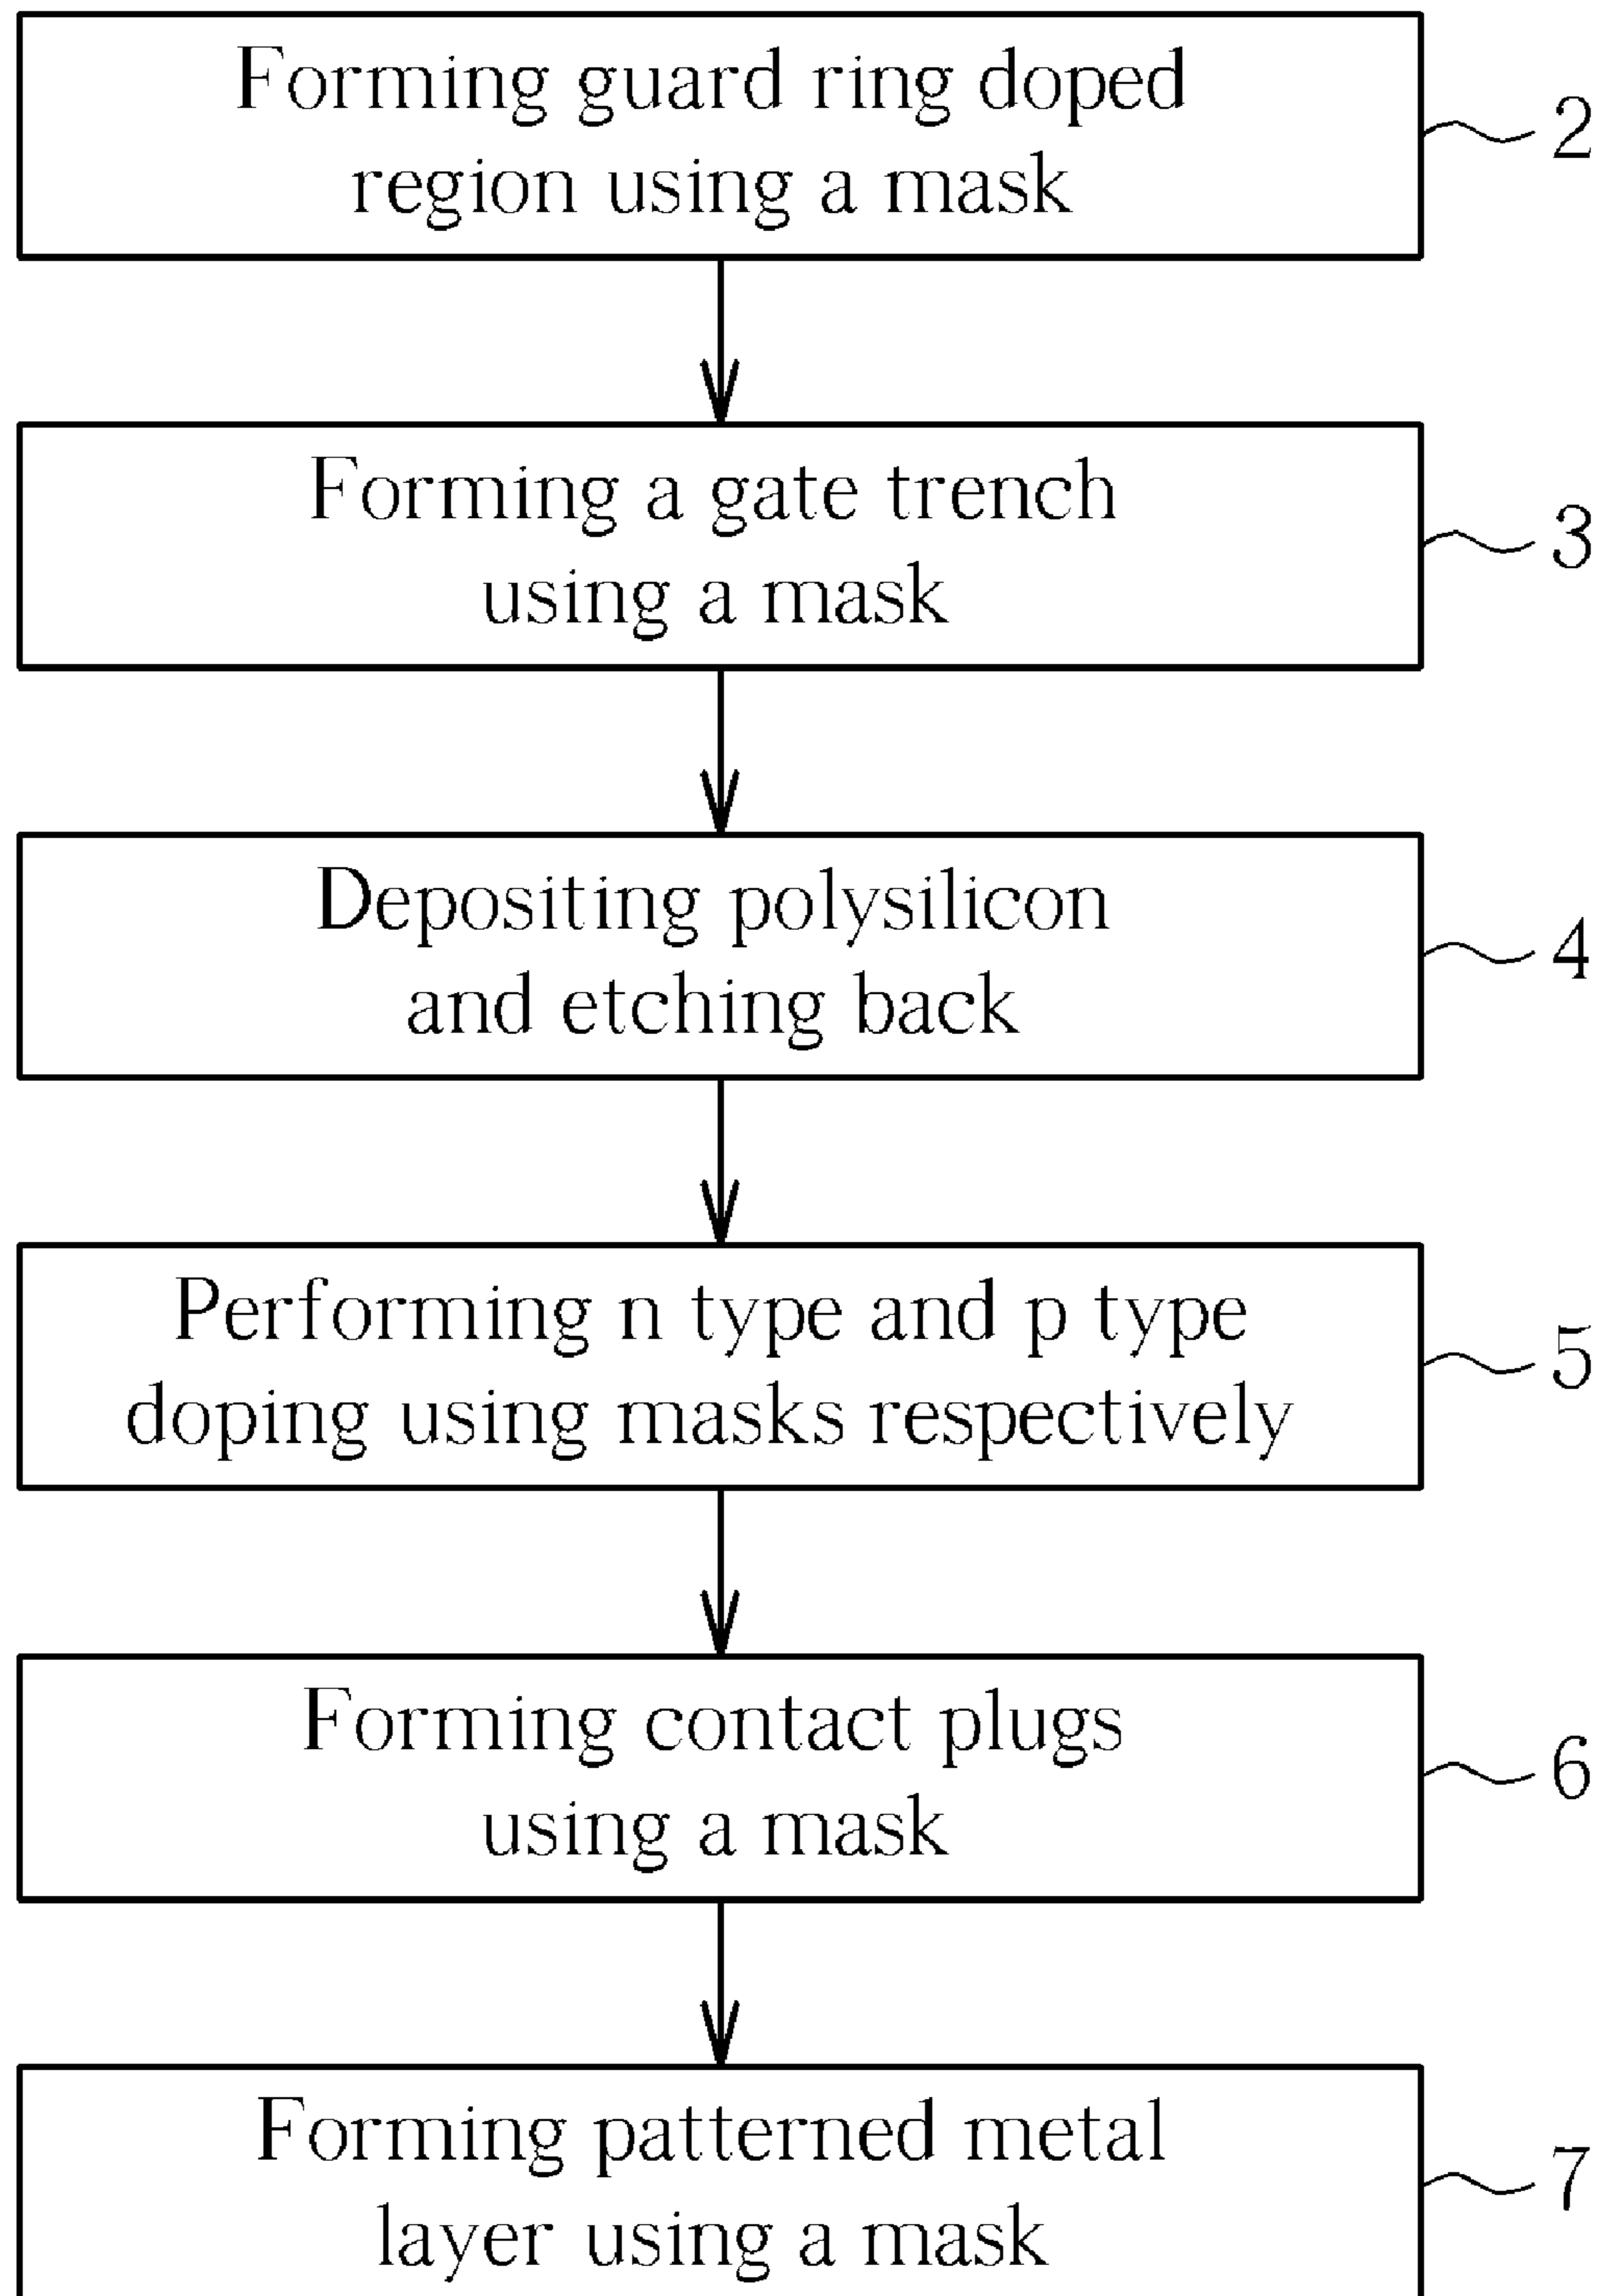 Forming guard ring doped
region using a mask
2
Forming a gate trench
using a mask
3
Depositing polysilicon
and etching back
4
Performing n type and p type
doping using masks respectively
5
Forming contact plugs
using a mask
6
Forming patterned metal
layer using a mask
7